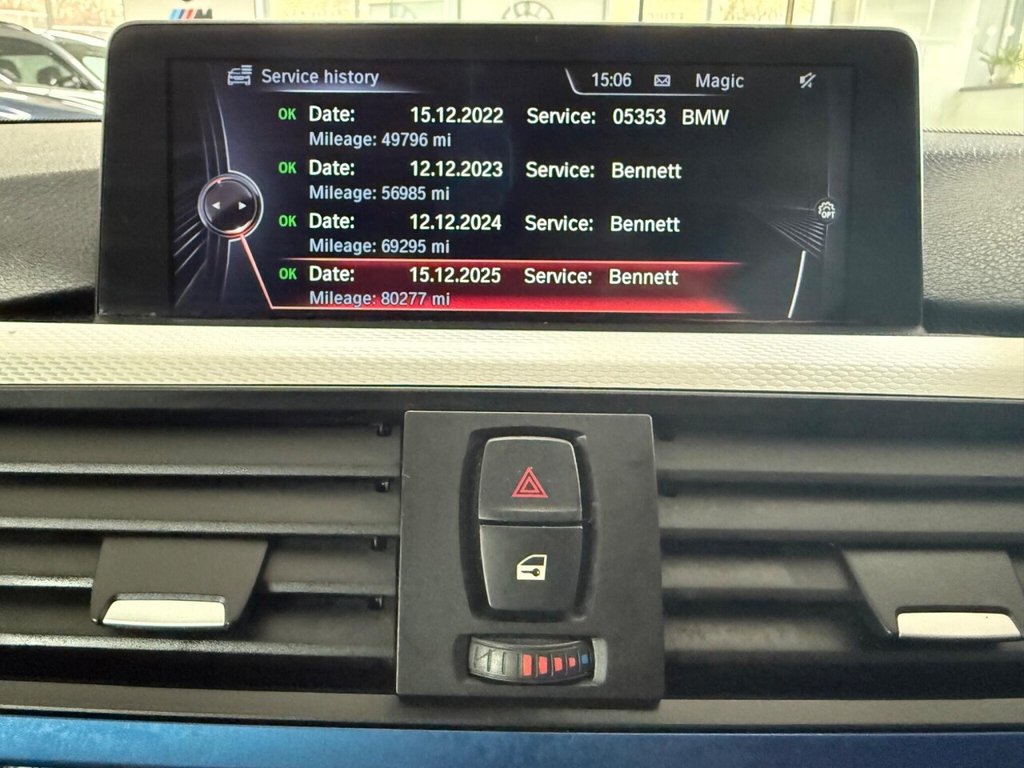 M
Service history 15:06 Magic
OK Date: 15.12.2022 Service: 05353 BMW
Mileage: 49796 mi
OK Date: 12.12.2023 Service: Bennett
Mileage: 56985 mi
OK Date: 12.12.2024 Service: Bennett
Mileage: 69295 mi
OK Date: 15.12.2025 Service: Bennett
Mileage: 80277 mi
OPT